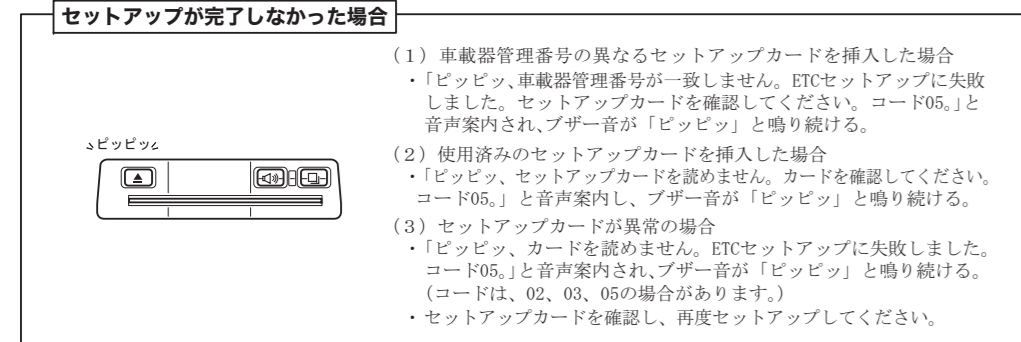 セットアップが完了しなかった場合
(1)車載器管理番号の異なるセットアップカードを挿入した場合
・「ピッピッ、車載器管理番号が一致しません。ETCセットアップに失敗
しました。セットアップカードを確認してください。コード05。」と
音声案内され、ブザー音が「ピッピッ」と鳴り続ける。
(2)使用済みのセットアップカードを挿入した場合
・「ピッピッ、セットアップカードを読めません。カードを確認してください。
コード05。」と音声案内し、ブザー音が「ピッピッ」と鳴り続ける。
(3)セットアップカードが異常の場合
・「ピッピッ、カードを読めません。ETCセットアップに失敗しました。
コード05。」と音声案内され、ブザー音が「ピッピッ」と鳴り続ける。
(コードは、02、03、05の場合があります。)
・セットアップカードを確認し、再度セットアップしてください。
ピッピッ